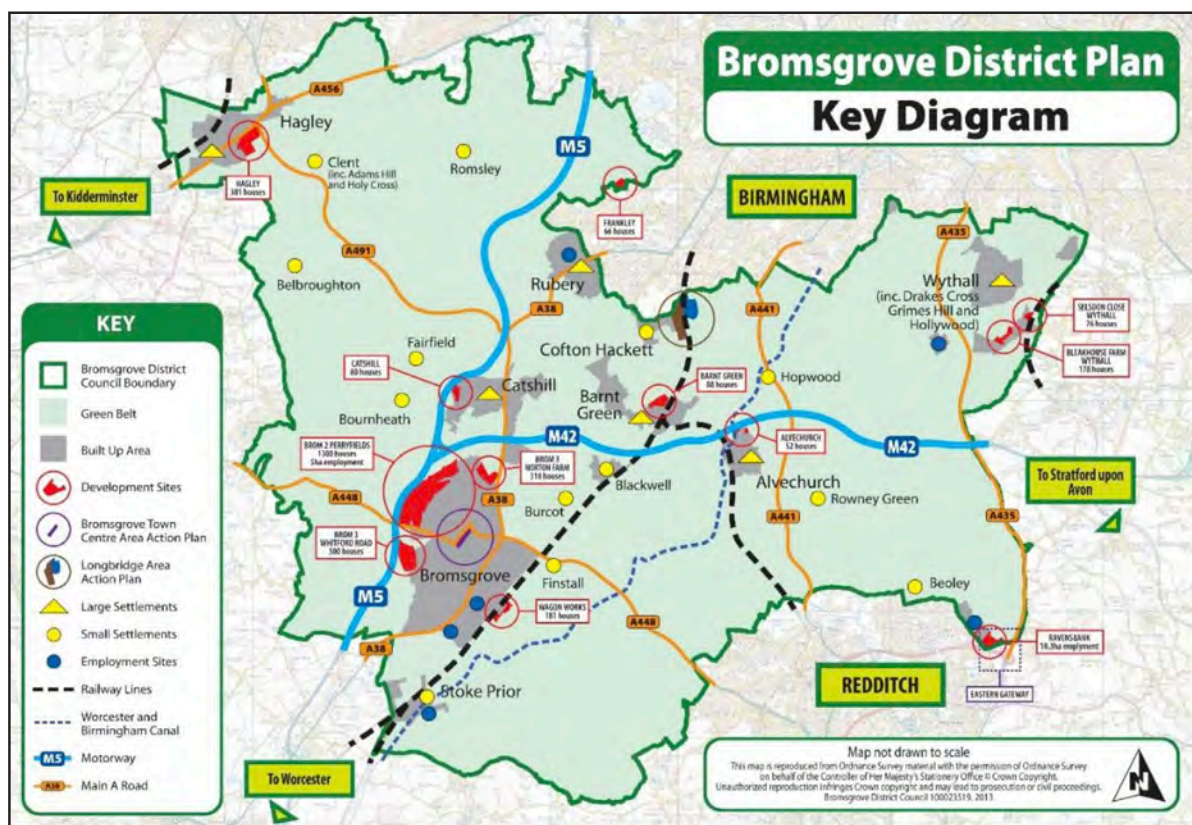 Bromsgrove District Plan
Key Diagram
A456
Hagley
HAGLEY
301 houses
To Kidderminster
Clent
(inc. Adams Hill
and Holy Cross)
Romsley
M5
FRANKLEY
66 houses
BIRMINGHAM
A435
A491
Belbroughton
Rubery
A38
Wythall
(inc. Drakes Cross
Grimes Hill and
Hollywood)
SELSDON CLOSE
WYTHALL
76 houses
BLEAKHOUSE FARM
WYTHALL
178 houses
A441
Cofton Hackett
Fairfield
CATSHILL
80 houses
Catshill
Bournheath
Barnt
Green
BARNT GREEN
88 houses
Hopwood
M42
ALVECHURCH
52 houses
M42
BROM 2 PERRYFIELDS
1300 houses
5ha employment
BROM 3
NORTON FARM
316 houses
Blackwell
Alvechurch
To Stratford upon
Avon
A448
A38
Burcot
Rowney Green
A441
A435
BROM 3
WHITFORD ROAD
500 houses
Bromsgrove
Finstall
Beoley
M5
WAGON WORKS
181 houses
A448
A38
RAVENSBANK
10.3ha emplyment
REDDITCH
EASTERN GATEWAY
Stoke Prior
To Worcester
KEY
Bromsgrove District
Council Boundary
Green Belt
Built Up Area
Development Sites
Bromsgrove Town
Centre Area Action Plan
Longbridge Area
Action Plan
Large Settlements
Small Settlements
Employment Sites
Railway Lines
Worcester and
Birmingham Canal
M5 Motorway
A38 Main A Road
Map not drawn to scale
This map is reproduced from Ordnance Survey material with the permission of Ordnance Survey
on behalf of the Controller of Her Majesty's Stationery Office © Crown Copyright.
Unauthorized reproduction infringes Crown copyright and may lead to prosecution or civil proceedings.
Bromsgrove District Council 100023519, 2013.
N